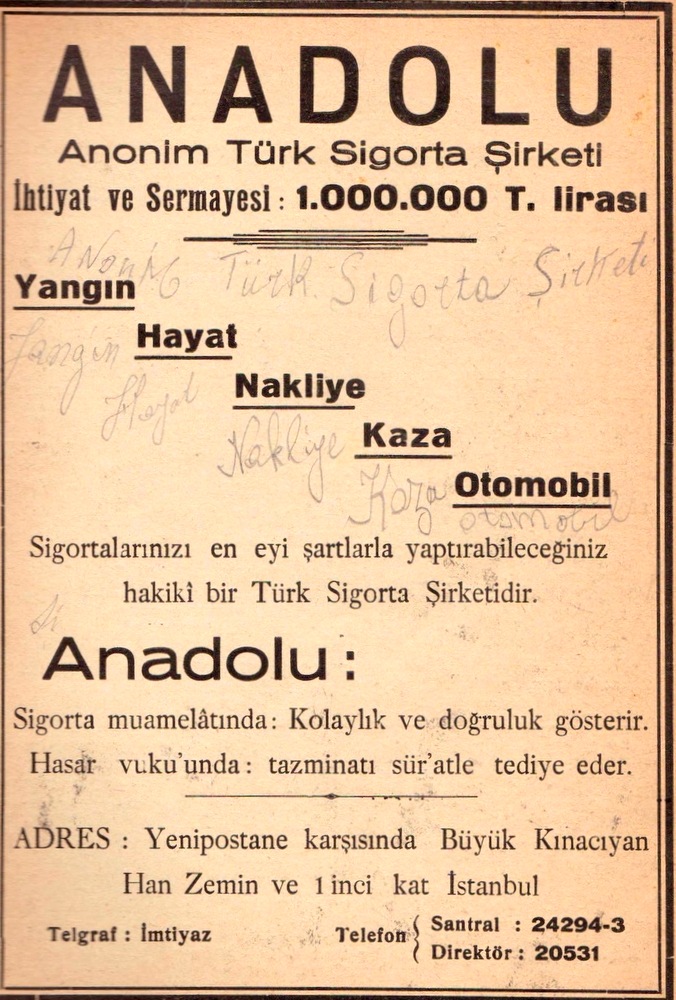 ANADOLU
Anonim Türk Sigorta Şirketi
İhtiyat ve Sermayesi : 1.000.000 T. lirası
Anonim Türk Sigorta Şirketi
Yangın
Yangın Hayat
Hayat Nakliye
Nakliye Kaza
Kaza Otomobil
otomobil
Sigortalarınızı en eyi şartlarla yaptırabileceğiniz
hakikî bir Türk Sigorta Şirketidir.
Si
Anadolu :
Sigorta muamelâtında : Kolaylık ve doğruluk gösterir.
Hasar vuku'unda : tazminatı sür'atle tediye eder.
ADRES : Yenipostane karşısında Büyük Kınacıyan
Han Zemin ve 1 inci kat İstanbul
Telgraf : İmtiyaz Telefon { Santral : 24294-3
Direktör : 20531